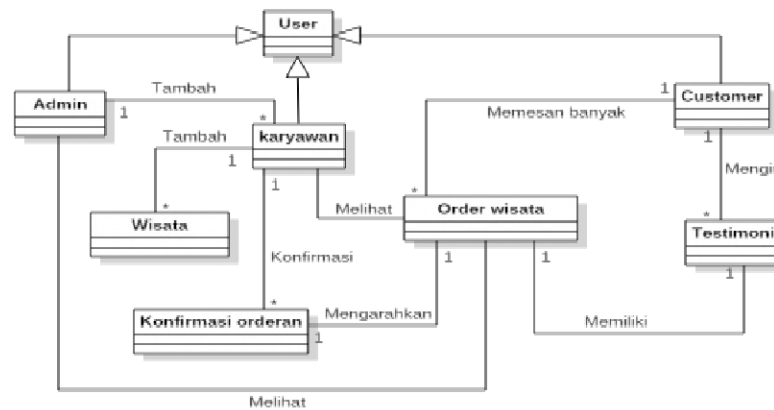 User
Admin
Tambah
1
*
karyawan
Tambah
1
1
*
Wisata
Customer
1
1
Memesan banyak
*
Order wisata
Melihat
1
1
*
Testimoni
1
Konfirmasi
*
Konfirmasi orderan
1
Mengarahkan
Memiliki
Melihat